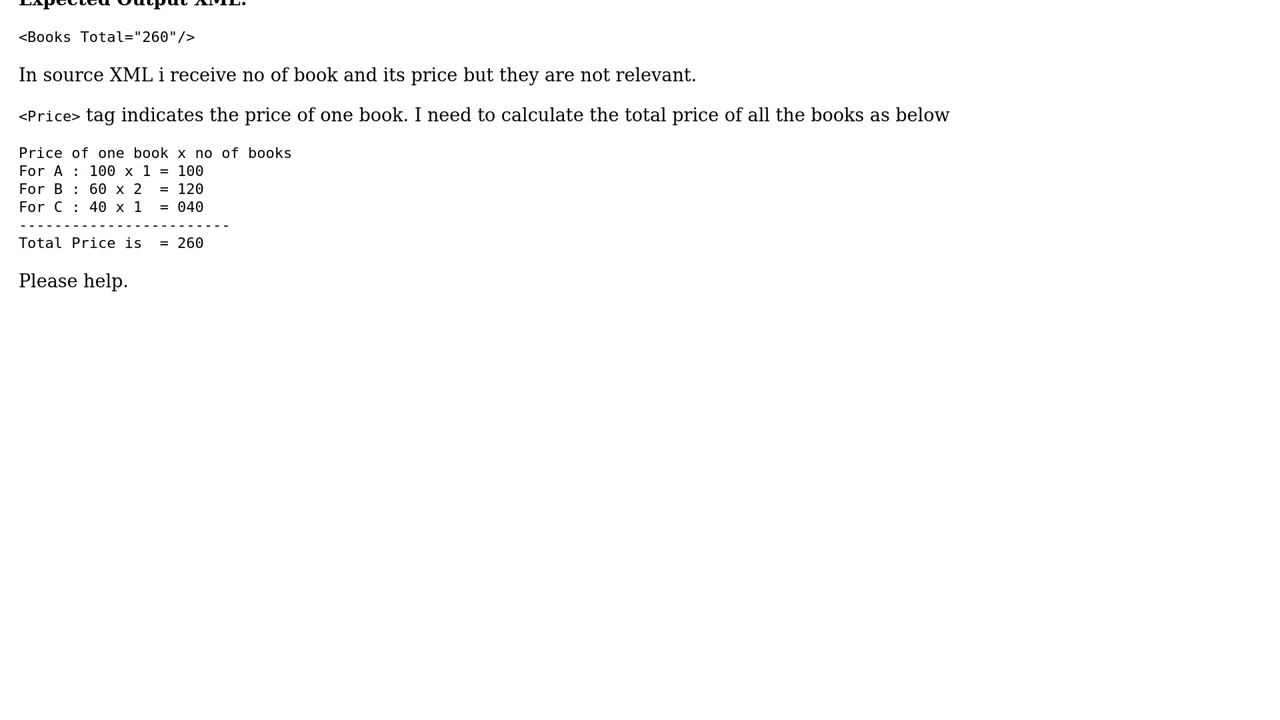 Expected Output XML:
<Books Total="260"/>
In source XML i receive no of book and its price but they are not relevant.
<Price> tag indicates the price of one book. I need to calculate the total price of all the books as below
Price of one book x no of books
For A : 100 x 1 = 100
For B : 60 x 2  = 120
For C : 40 x 1  = 040
------------------------
Total Price is  = 260
Please help.